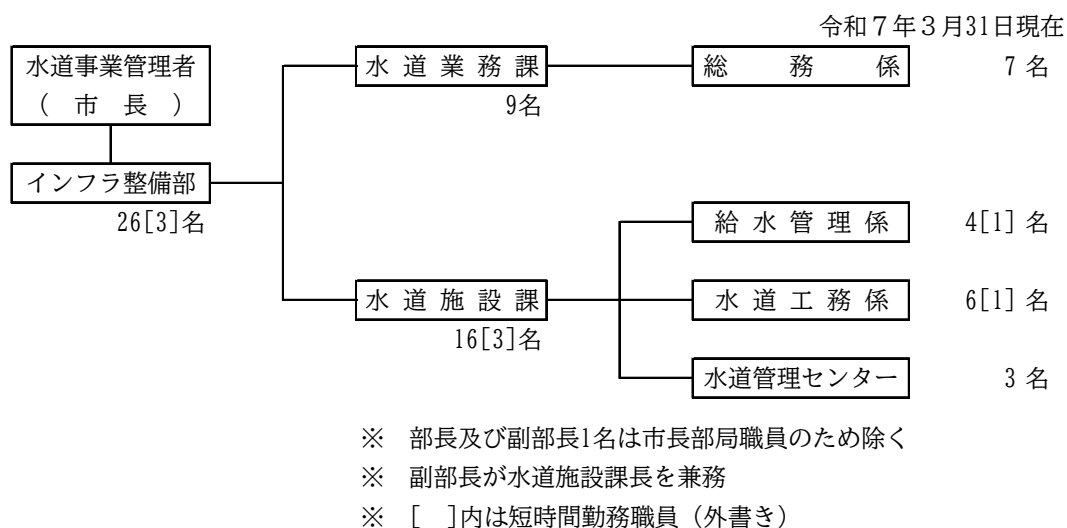 令和７年３月31日現在
水道事業管理者
（　市　長　）
インフラ整備部
26[3]名
水道業務課
9名
総務係
7 名
水道施設課
16[3]名
給水管理係
4[1] 名
水道工務係
6[1] 名
水道管理センター
3 名
※　部長及び副部長1名は市長部局職員のため除く
※　副部長が水道施設課長を兼務
※　[　]内は短時間勤務職員（外書き）